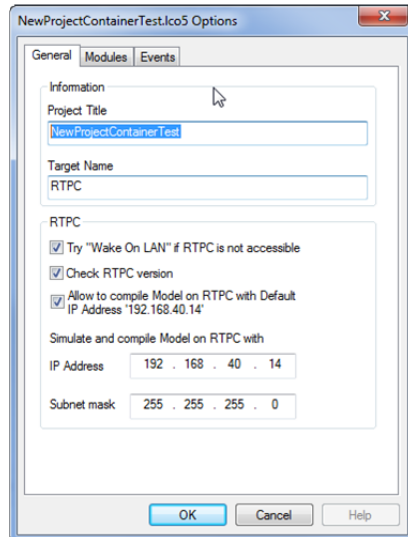 NewProjectContainerTest.lco5 Options
General Modules Events
Information
Project Title
NewProjectContainerTest
Target Name
RTPC
RTPC
Try "Wake On LAN" if RTPC is not accessible
Check RTPC version
Allow to compile Model on RTPC with Default
IP Address '192.168.40.14'
Simulate and compile Model on RTPC with
IP Address 192 . 168 . 40 . 14
Subnet mask 255 . 255 . 255 . 0
OK Cancel Help